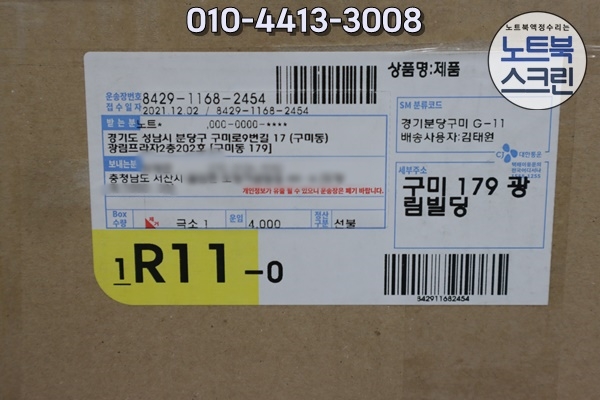 010-4413-3008
노트북액정수리는
노트북
스크린
상품명:제품
운송장번호 8429-1168-2454
접수일자 2021.12.02 / 8429-1168-2454
SM 분류코드
받는분 노트* .000-0000-****
경기도 성남시 분당구 구미로9번길 17 (구미동)
광림프라자2층202호 [구미동 179]
경기분당구미 G-11
배송사용자:김태원
CJ 대한통운
보내는분
충청남도 서산시
개인정보가 유출 될 수 있으니 운송장은 폐기 바랍니다.
세부주소
구미 179 광
림빌딩
Box 수량 극소 1 운임 4,000 정산구분 선불
1 R11 -0
842911682454